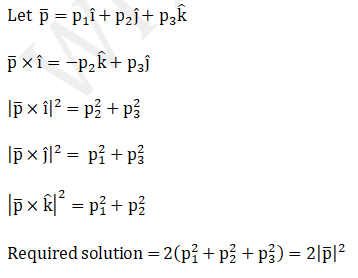 Let p̄ = p₁î + p₂ĵ + p₃k̂
p̄ × î = −p₂k̂ + p₃ĵ
|p̄ × î|² = p₂² + p₃²
|p̄ × ĵ|² = p₁² + p₃²
|p̄ × k̂|² = p₁² + p₂²
Required solution = 2(p₁² + p₂² + p₃²) = 2|p̄|²